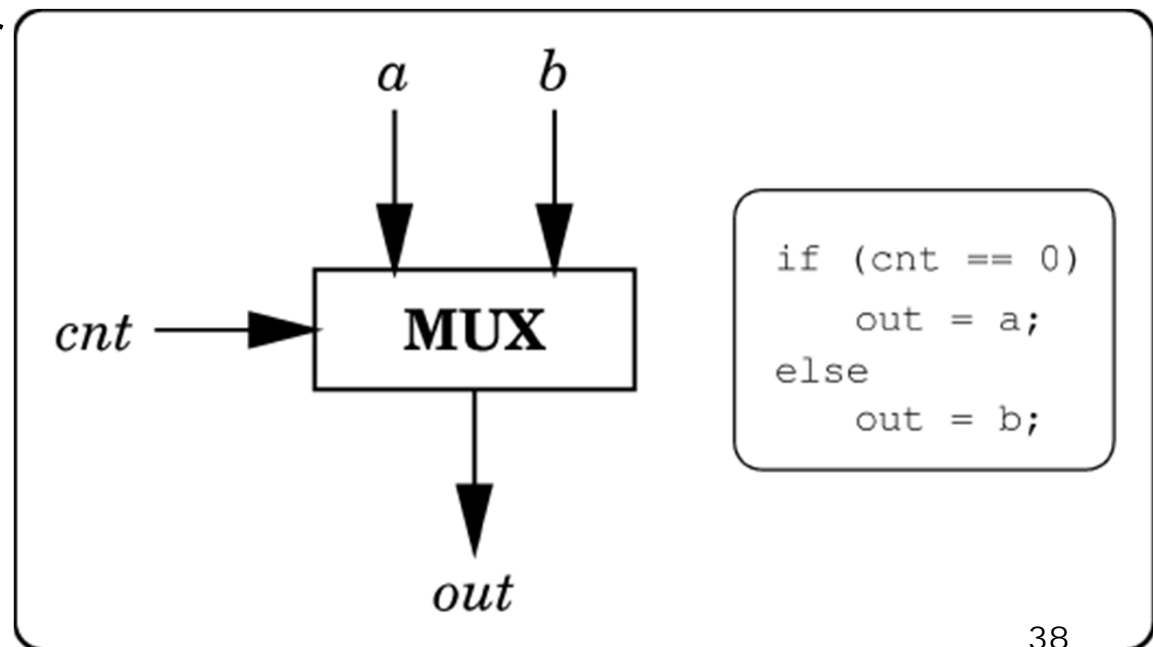 a b
cnt
MUX
out
if (cnt == 0)
out = a;
else
out = b;
38